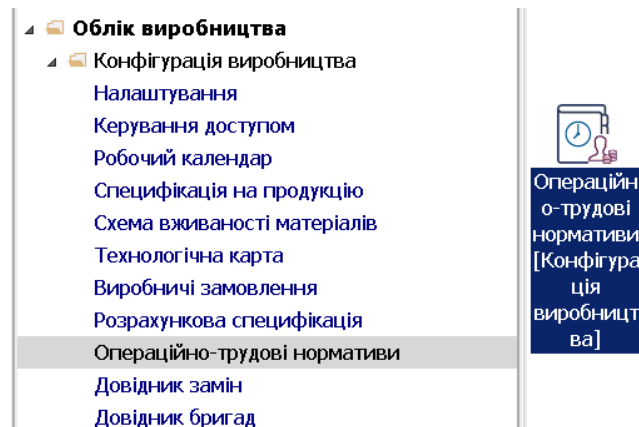 Облік виробництва
Конфігурація виробництва
Налаштування
Керування доступом
Робочий календар
Специфікація на продукцію
Схема вживаності матеріалів
Технологічна карта
Виробничі замовлення
Розрахункова специфікація
Операційно-трудові нормативи
Довідник замін
Довідник бригад
Операційн
о-трудові
нормативи
[Конфігура
ція
виробництв
ва]